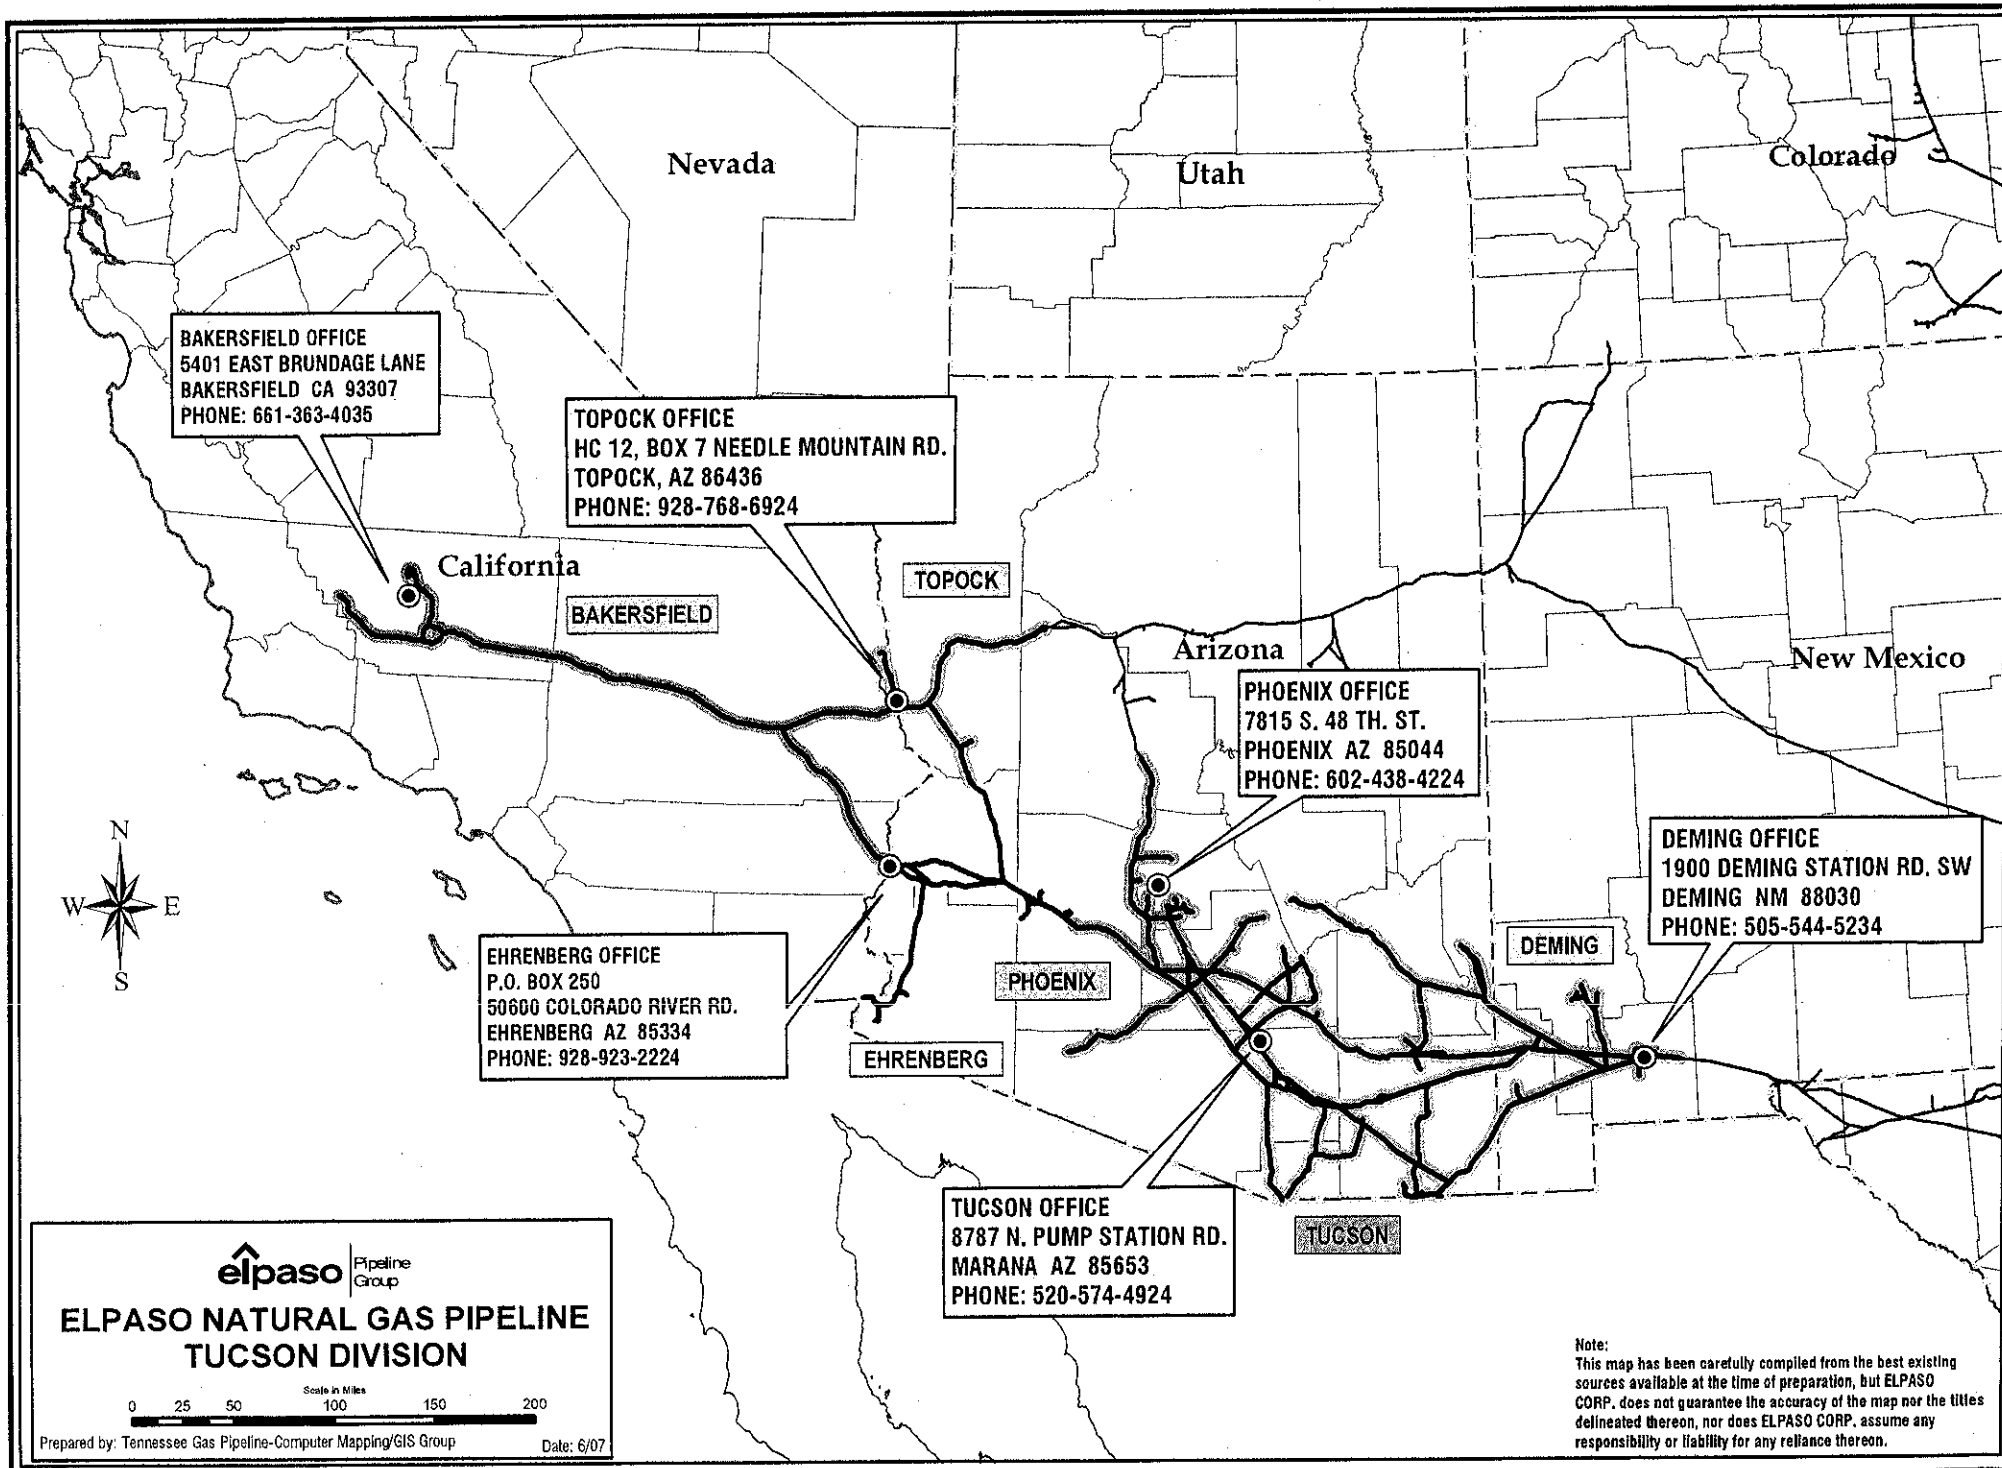 Nevada
Utah
Colorado
BAKERSFIELD OFFICE
5401 EAST BRUNDAGE LANE
BAKERSFIELD CA 93307
PHONE: 661-363-4035
TOPOCK OFFICE
HC 12, BOX 7 NEEDLE MOUNTAIN RD.
TOPOCK, AZ 86436
PHONE: 928-768-6924
California
TOPOCK
BAKERSFIELD
Arizona
New Mexico
PHOENIX OFFICE
7815 S. 48 TH. ST.
PHOENIX AZ 85044
PHONE: 602-438-4224
DEMING OFFICE
1900 DEMING STATION RD. SW
DEMING NM 88030
PHONE: 505-544-5234
N
W E
S
EHRENBERG OFFICE
P.O. BOX 250
50600 COLORADO RIVER RD.
EHRENBERG AZ 85334
PHONE: 928-923-2224
PHOENIX
DEMING
EHRENBERG
TUCSON OFFICE
8787 N. PUMP STATION RD.
MARANA AZ 85653
PHONE: 520-574-4924
TUCSON
elpaso Pipeline
Group
ELPASO NATURAL GAS PIPELINE
TUCSON DIVISION
Scale in Miles
0 25 50 100 150 200
Prepared by: Tennessee Gas Pipeline-Computer Mapping/GIS Group Date: 6/07
Note:
This map has been carefully compiled from the best existing
sources available at the time of preparation, but ELPASO
CORP. does not guarantee the accuracy of the map nor the titles
delineated thereon, nor does ELPASO CORP. assume any
responsibility or liability for any reliance thereon.